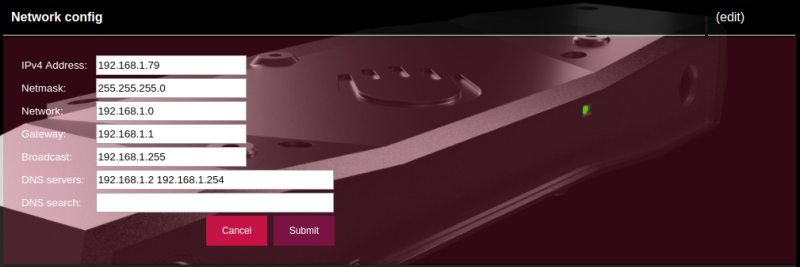 Network config (edit)
IPv4 Address: 192.168.1.79
Netmask: 255.255.255.0
Network: 192.168.1.0
Gateway: 192.168.1.1
Broadcast: 192.168.1.255
DNS servers: 192.168.1.2 192.168.1.254
DNS search:
Cancel Submit